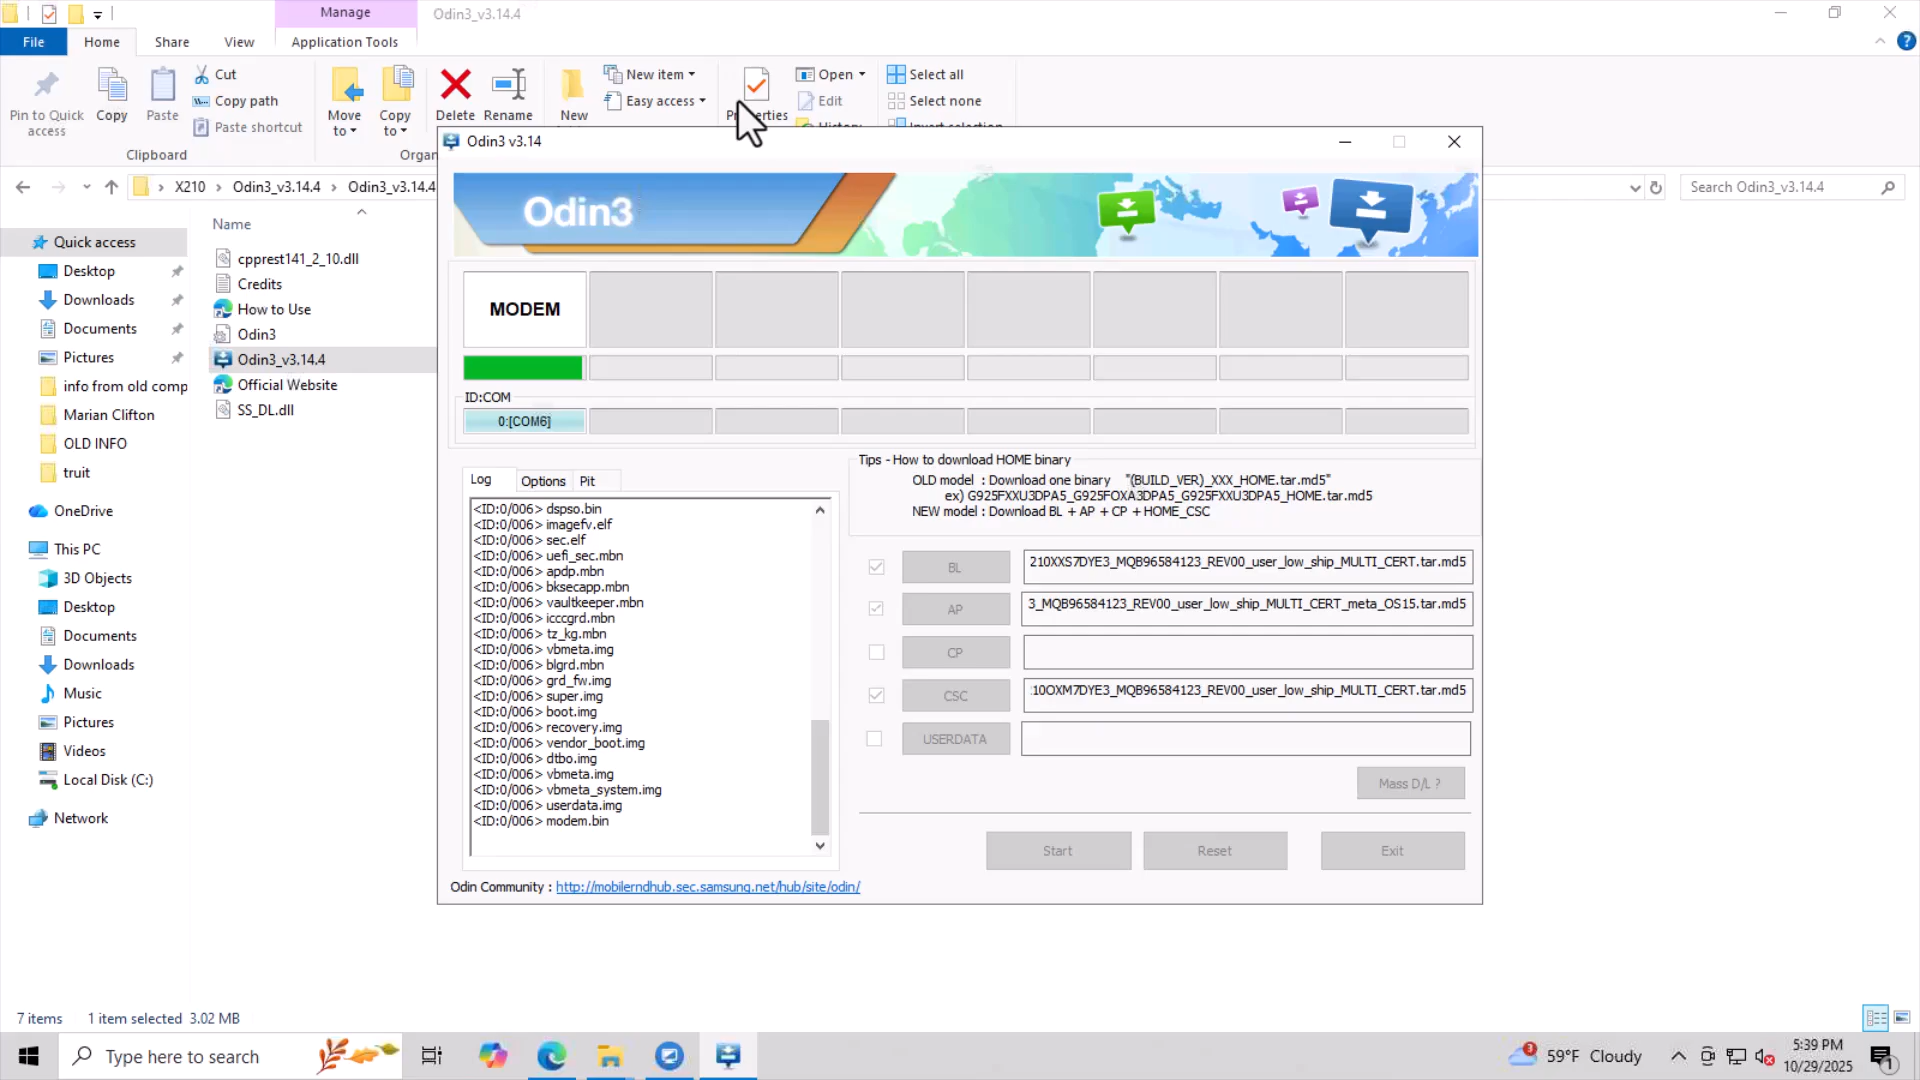 Manage
Odin3_v3.14.4
File
Home
Share
View
Application Tools
Pin to Quick access
Copy
Paste
Cut
Copy path
Paste shortcut
Clipboard
Move to
Copy to
Delete
Rename
Organ
New
New item
Easy access
Properties
Open
Edit
History
Select all
Select none
Invert selection
X210 › Odin3_v3.14.4 › Odin3_v3.14.4
Search Odin3_v3.14.4
Quick access
Desktop
Downloads
Documents
Pictures
info from old comp
Marian Clifton
OLD INFO
truit
OneDrive
This PC
3D Objects
Desktop
Documents
Downloads
Music
Pictures
Videos
Local Disk (C:)
Network
Name
cpprest141_2_10.dll
Credits
How to Use
Odin3
Odin3_v3.14.4
Official Website
SS_DL.dll
Odin3 v3.14
Odin3
MODEM
ID:COM
0:[COM6]
Log
Options
Pit
<ID:0/006> dspso.bin
<ID:0/006> imagefv.elf
<ID:0/006> sec.elf
<ID:0/006> uefi_sec.mbn
<ID:0/006> apdp.mbn
<ID:0/006> bksecapp.mbn
<ID:0/006> vaultkeeper.mbn
<ID:0/006> icccgrd.mbn
<ID:0/006> tz_kg.mbn
<ID:0/006> vbmeta.img
<ID:0/006> blgrd.mbn
<ID:0/006> grd_fw.img
<ID:0/006> super.img
<ID:0/006> boot.img
<ID:0/006> recovery.img
<ID:0/006> vendor_boot.img
<ID:0/006> dtbo.img
<ID:0/006> vbmeta.img
<ID:0/006> vbmeta_system.img
<ID:0/006> userdata.img
<ID:0/006> modem.bin
Tips - How to download HOME binary
OLD model : Download one binary "(BUILD_VER)_XXX_HOME.tar.md5"
ex) G925FXXU3DPA5_G925FOXA3DPA5_G925FXXU3DPA5_HOME.tar.md5
NEW model : Download BL + AP + CP + HOME_CSC
BL
210XXS7DYE3_MQB96584123_REV00_user_low_ship_MULTI_CERT.tar.md5
AP
3_MQB96584123_REV00_user_low_ship_MULTI_CERT_meta_OS15.tar.md5
CP
CSC
10OXM7DYE3_MQB96584123_REV00_user_low_ship_MULTI_CERT.tar.md5
USERDATA
Mass D/L ?
Start
Reset
Exit
Odin Community : http://mobilerndhub.sec.samsung.net/hub/site/odin/
7 items
1 item selected 3.02 MB
Type here to search
3
59°F Cloudy
5:39 PM
10/29/2025
1